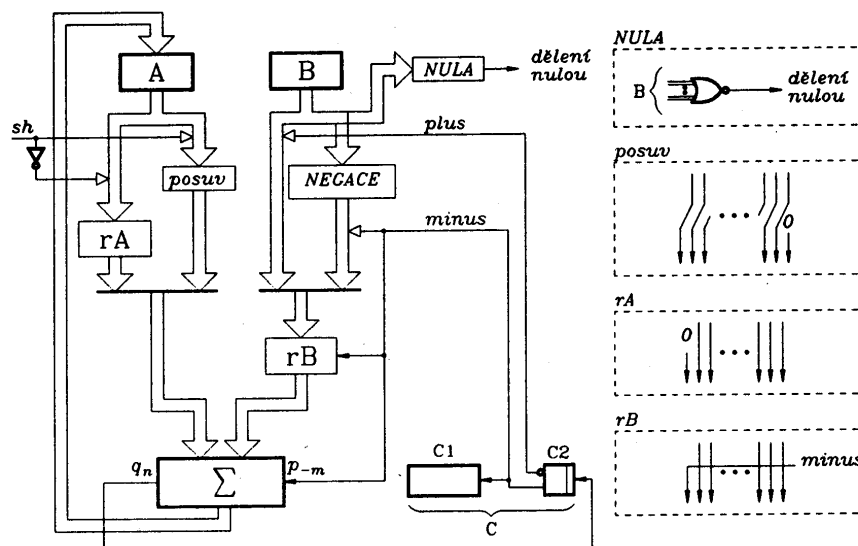 A
B
NULA
dělení
nulou
sh
plus
posuv
NEGACE
minus
rA
rB
q_n
Σ
p_-m
C1
C2
C
NULA
B
dělení
nulou
posuv
0
rA
0
rB
minus